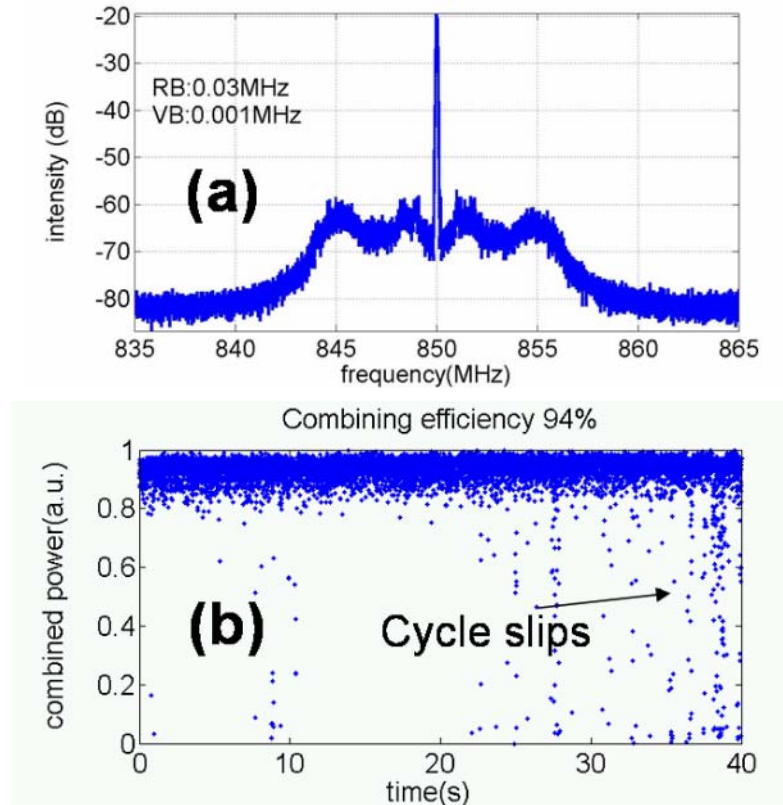 -20
-30
-40
-50
-60
-70
-80
intensity (dB)
RB:0.03MHz
VB:0.001MHz
(a)
835 840 845 850 855 860 865
frequency(MHz)
Combining efficiency 94%
1
0.8
0.6
0.4
0.2
0
combined power(a.u.)
(b)
Cycle slips
0 10 20 30 40
time(s)